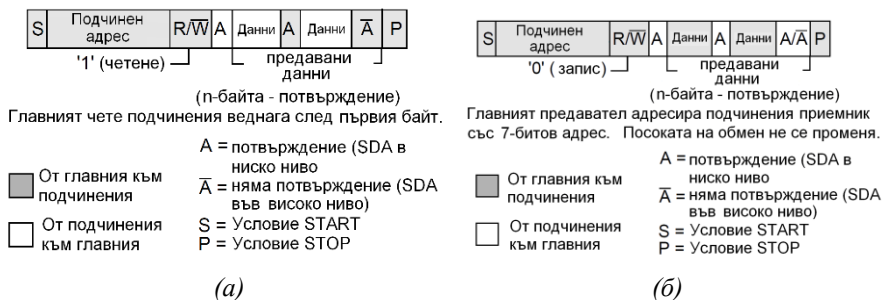 S Подчинен адрес R/W̅ A Данни A Данни A̅ P
'1' (четене)
предавани данни
(n-байта - потвърждение)
Главният чете подчинения веднага след първия байт.
От главния към подчинения
От подчинения към главния
A = потвърждение (SDA в ниско ниво
A̅ = няма потвърждение (SDA във високо ниво)
S = Условие START
P = Условие STOP
(а)
S Подчинен адрес R/W̅ A Данни A Данни A/A̅ P
'0' ( запис)
предавани данни
(n-байта - потвърждение)
Главният предавател адресира подчинения приемник
със 7-битов адрес. Посоката на обмен не се променя.
От главния към подчинения
От подчинения към главния
A = потвърждение (SDA в ниско ниво
A̅ = няма потвърждение (SDA във високо ниво)
S = Условие START
P = Условие STOP
(б)